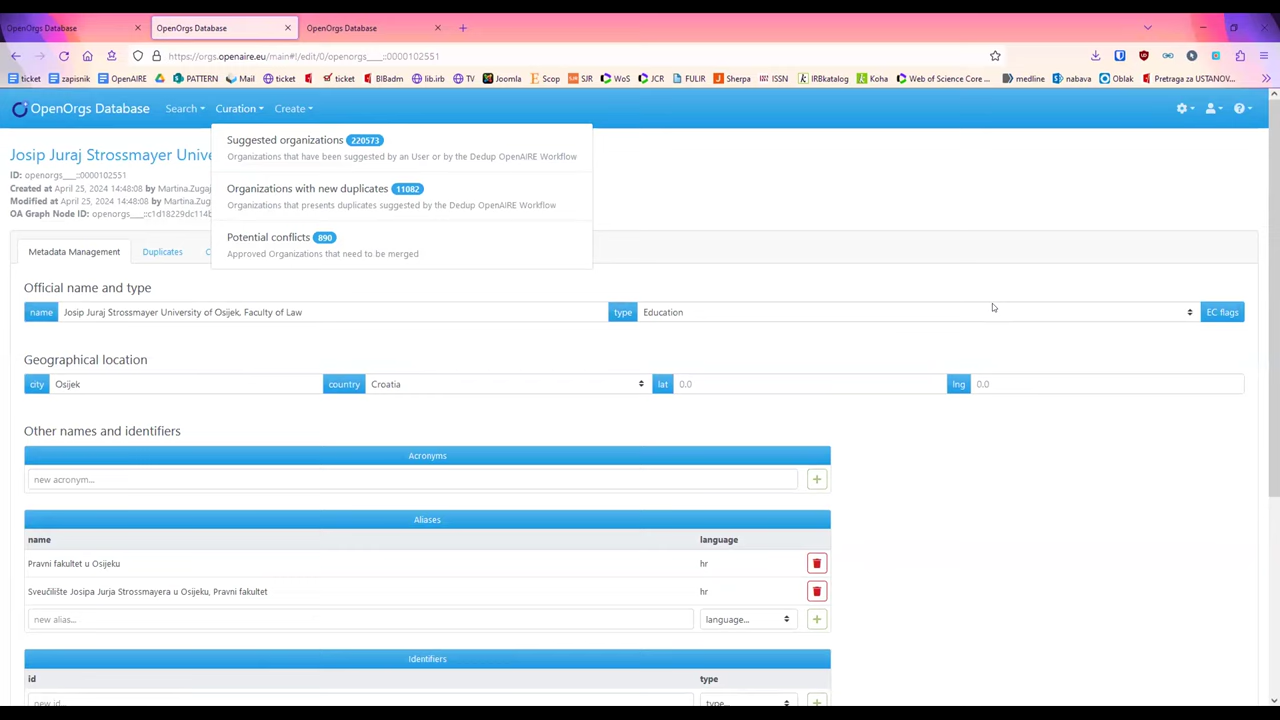 OpenOrgs Database
OpenOrgs Database
OpenOrgs Database
https://orgs.openaire.eu/main#!/edit/0/openorgs____::0000102551
ticket zapisnik OpenAIRE PATTERN Mail ticket ticket BIBadm lib.irb TV Joomla Scop SJR WoS JCR FULIR Sherpa ISSN IRBkatalog Koha Web of Science Core ... medline nabava Oblak Pretraga za USTANOV...
OpenOrgs Database Search Curation Create
Suggested organizations 220573
Organizations that have been suggested by an User or by the Dedup OpenAIRE Workflow
Organizations with new duplicates 11082
Organizations that presents duplicates suggested by the Dedup OpenAIRE Workflow
Potential conflicts 890
Approved Organizations that need to be merged
Josip Juraj Strossmayer Unive
ID: openorgs____::0000102551
Created at April 25, 2024 14:48:08 by Martina.Zugaj
Modified at April 25, 2024 14:48:08 by Martina.Zugaj
OA Graph Node ID: openorgs____::c1d18229dc114b
Metadata Management Duplicates C
Official name and type
name Josip Juraj Strossmayer University of Osijek, Faculty of Law type Education EC flags
Geographical location
city Osijek country Croatia lat 0.0 lng 0.0
Other names and identifiers
Acronyms
new acronym...
Aliases
name language
Pravni fakultet u Osijeku hr
Sveučilište Josipa Jurja Strossmayera u Osijeku, Pravni fakultet hr
new alias... language...
Identifiers
id type
new id... type...